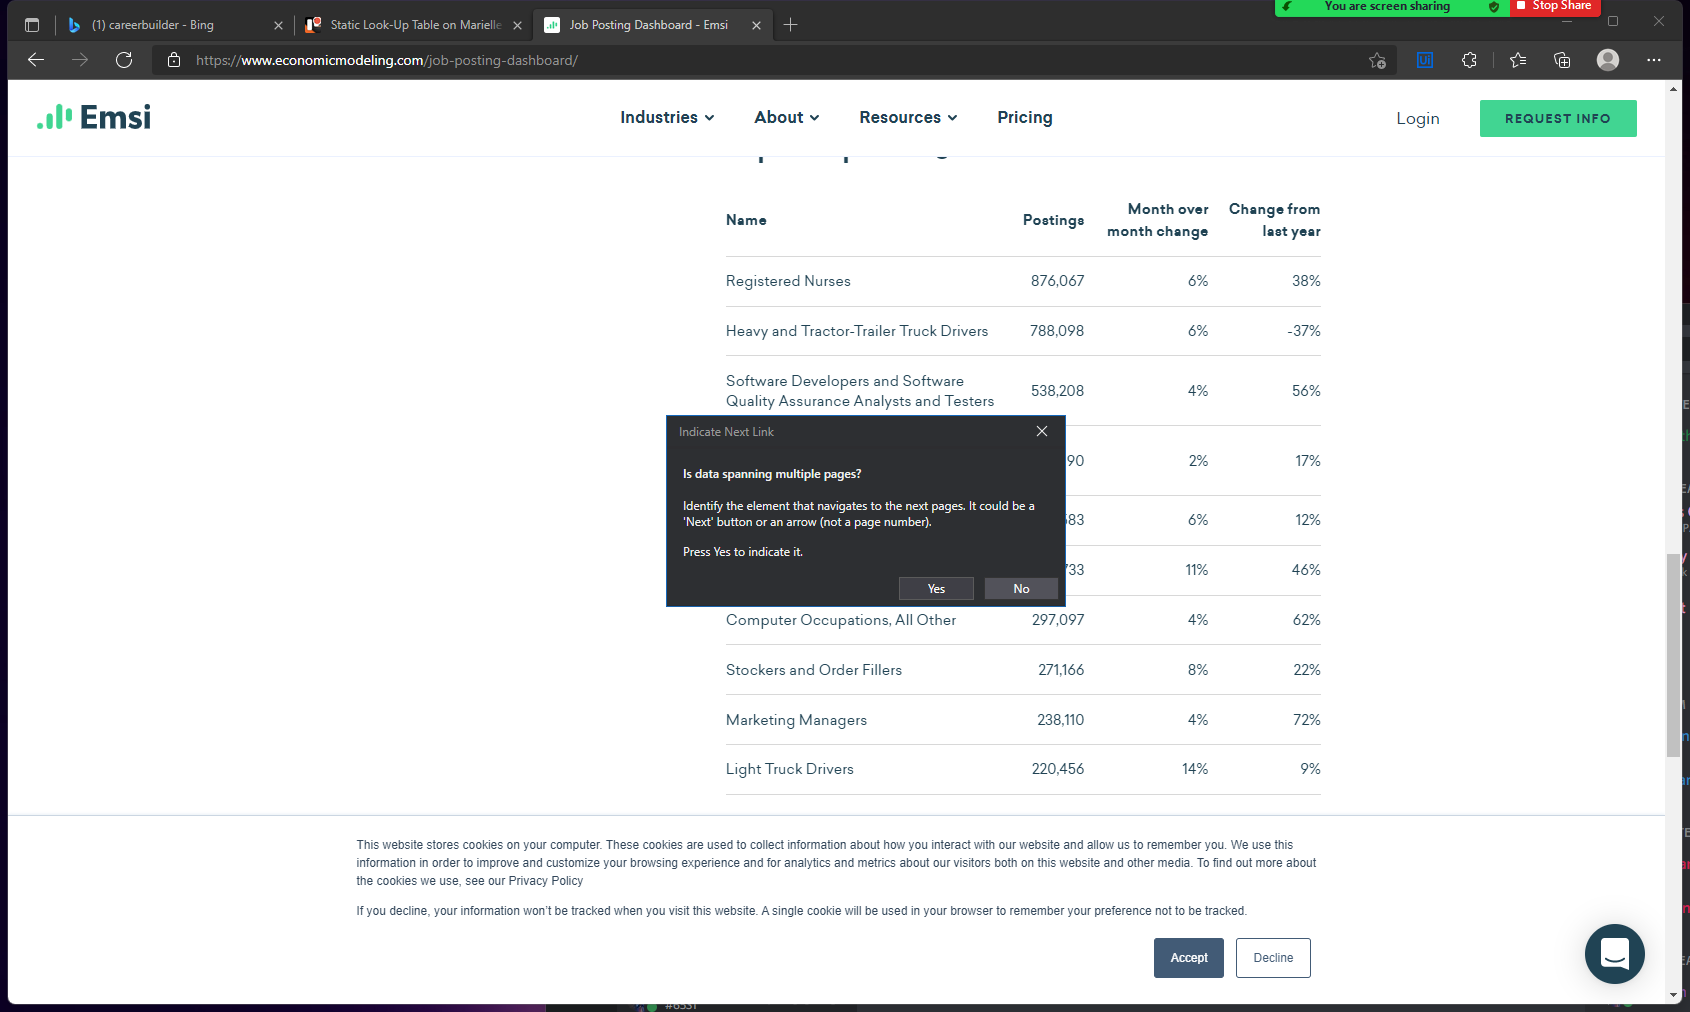 You are screen sharing
Stop Share
(1) careerbuilder - Bing
Static Look-Up Table on Marielle
Job Posting Dashboard - Emsi
https://www.economicmodeling.com/job-posting-dashboard/
Emsi
Industries
About
Resources
Pricing
Login
REQUEST INFO
Name
Postings
Month over
month change
Change from
last year
Registered Nurses 876,067 6% 38%
Heavy and Tractor-Trailer Truck Drivers 788,098 6% -37%
Software Developers and Software
Quality Assurance Analysts and Testers
538,208 4% 56%
Indicate Next Link
Is data spanning multiple pages?
Identify the element that navigates to the next pages. It could be a
'Next' button or an arrow (not a page number).
Press Yes to indicate it.
Yes
No
90 2% 17%
583 6% 12%
733 11% 46%
Computer Occupations, All Other 297,097 4% 62%
Stockers and Order Fillers 271,166 8% 22%
Marketing Managers 238,110 4% 72%
Light Truck Drivers 220,456 14% 9%
This website stores cookies on your computer. These cookies are used to collect information about how you interact with our website and allow us to remember you. We use this
information in order to improve and customize your browsing experience and for analytics and metrics about our visitors both on this website and other media. To find out more about
the cookies we use, see our Privacy Policy
If you decline, your information won't be tracked when you visit this website. A single cookie will be used in your browser to remember your preference not to be tracked.
Accept
Decline